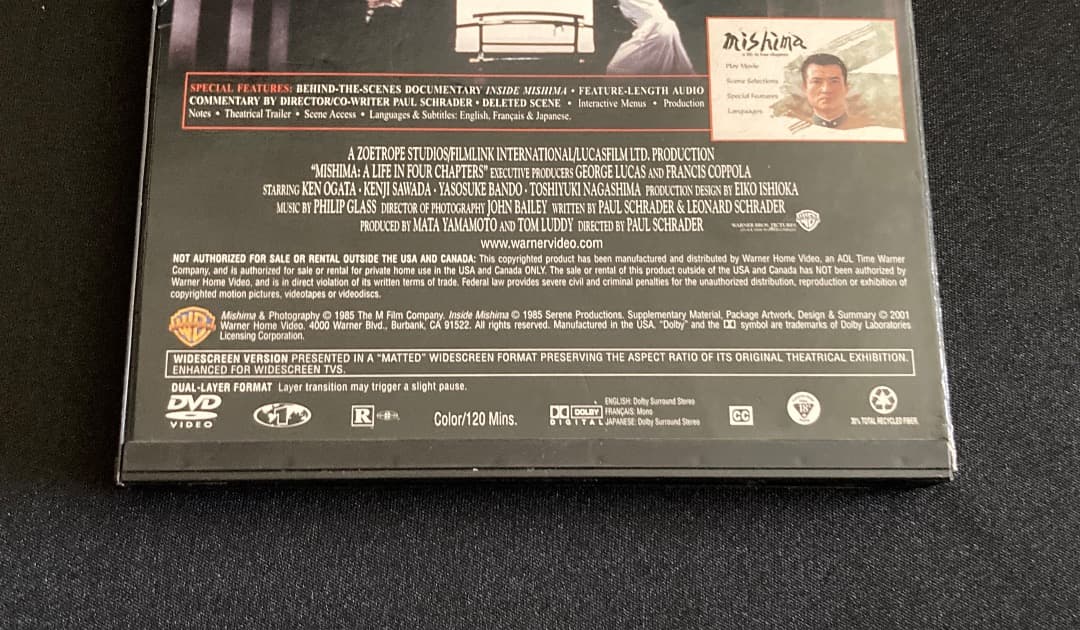 mishima
a life in four chapters
Play Movie
Scene Selections
Special Features
Languages
SPECIAL FEATURES: BEHIND-THE-SCENES DOCUMENTARY INSIDE MISHIMA • FEATURE-LENGTH AUDIO
COMMENTARY BY DIRECTOR/CO-WRITER PAUL SCHRADER • DELETED SCENE • Interactive Menus • Production
Notes • Theatrical Trailer • Scene Access • Languages & Subtitles: English, Français & Japanese.
A ZOETROPE STUDIOS/FILMLINK INTERNATIONAL/LUCASFILM LTD. PRODUCTION
"MISHIMA: A LIFE IN FOUR CHAPTERS" EXECUTIVE PRODUCERS GEORGE LUCAS AND FRANCIS COPPOLA
STARRING KEN OGATA · KENJI SAWADA · YASOSUKE BANDO · TOSHIYUKI NAGASHIMA PRODUCTION DESIGN BY EIKO ISHIOKA
MUSIC BY PHILIP GLASS DIRECTOR OF PHOTOGRAPHY JOHN BAILEY WRITTEN BY PAUL SCHRADER & LEONARD SCHRADER
PRODUCED BY MATA YAMAMOTO AND TOM LUDDY DIRECTED BY PAUL SCHRADER
WARNER BROS. PICTURES
www.warnervideo.com
NOT AUTHORIZED FOR SALE OR RENTAL OUTSIDE THE USA AND CANADA: This copyrighted product has been manufactured and distributed by Warner Home Video, an AOL Time Warner
Company, and is authorized for sale or rental for private home use in the USA and Canada ONLY. The sale or rental of this product outside of the USA and Canada has NOT been authorized by
Warner Home Video, and is in direct violation of its written terms of trade. Federal law provides severe civil and criminal penalties for the unauthorized distribution, reproduction or exhibition of
copyrighted motion pictures, videotapes or videodiscs.
Mishima & Photography © 1985 The M Film Company. Inside Mishima © 1985 Serene Productions. Supplementary Material, Package Artwork, Design & Summary © 2001
Warner Home Video, 4000 Warner Blvd., Burbank, CA 91522. All rights reserved. Manufactured in the USA. "Dolby" and the DD symbol are trademarks of Dolby Laboratories
Licensing Corporation.
WIDESCREEN VERSION PRESENTED IN A "MATTED" WIDESCREEN FORMAT PRESERVING THE ASPECT RATIO OF ITS ORIGINAL THEATRICAL EXHIBITION.
ENHANCED FOR WIDESCREEN TVS.
DUAL-LAYER FORMAT Layer transition may trigger a slight pause.
DVD
VIDEO
1
R
Color/120 Mins.
DOLBY
DIGITAL
ENGLISH: Dolby Surround Stereo
FRANÇAIS: Mono
JAPANESE: Dolby Surround Stereo
CC
18
30% TOTAL RECYCLED FIBER